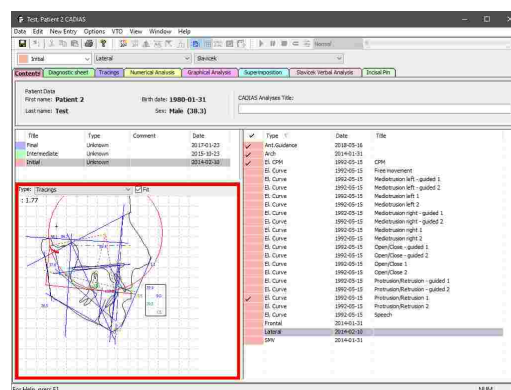 Test, Patient 2 CADIAS
Date Edit New Entry Options VTO View Window Help
Normal
Initial Lateral Slavicek
Contents Diagnostic sheet Tracings Numerical Analysis Graphical Analysis Superimposition Slavicek Verbal Analysis Incisal Pin
Patient Data
First name: Patient 2 Birth date: 1980-01-31 CADIAS Analyses Title:
Last name: Test Sex: Male (38.3)
Title Type Comment Date
Final Unknown 2017-01-23
Intermediate Unknown 2015-10-23
Initial Unknown 2014-02-10
Type: Tracings Fit
: 1.77
Type Date Title
Ant.Guidance 2018-05-16
Arch 2014-01-31
El. CPM 1992-05-15 CPM
El. Curve 1992-05-15 Free movement
El. Curve 1992-05-15 Mediotrusion left - guided 1
El. Curve 1992-05-15 Mediotrusion left - guided 2
El. Curve 1992-05-15 Mediotrusion left 1
El. Curve 1992-05-15 Mediotrusion left 2
El. Curve 1992-05-15 Mediotrusion right - guided 1
El. Curve 1992-05-15 Mediotrusion right - guided 2
El. Curve 1992-05-15 Mediotrusion right 1
El. Curve 1992-05-15 Mediotrusion right 2
El. Curve 1992-05-15 Open/Close - guided 1
El. Curve 1992-05-15 Open/Close - guided 2
El. Curve 1992-05-15 Open/Close 1
El. Curve 1992-05-15 Open/Close 2
El. Curve 1992-05-15 Protrusion/Retrusion - guided 1
El. Curve 1992-05-15 Protrusion/Retrusion - guided 2
El. Curve 1992-05-15 Protrusion/Retrusion 1
El. Curve 1992-05-15 Protrusion/Retrusion 2
El. Curve 1992-05-15 Speech
Frontal 2014-01-31
Lateral 2014-02-10
SMV 2014-01-31
For Help, press F1 NUM